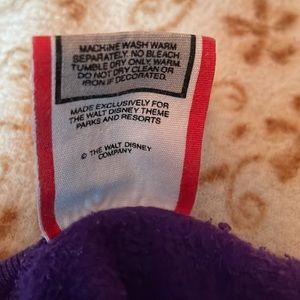 MACHINE WASH WARM
SEPARATELY. NO BLEACH.
TUMBLE DRY ONLY, WARM.
DO NOT DRY CLEAN OR
IRON IF DECORATED.
MADE EXCLUSIVELY FOR
THE WALT DISNEY THEME
PARKS AND RESORTS
© THE WALT DISNEY
COMPANY